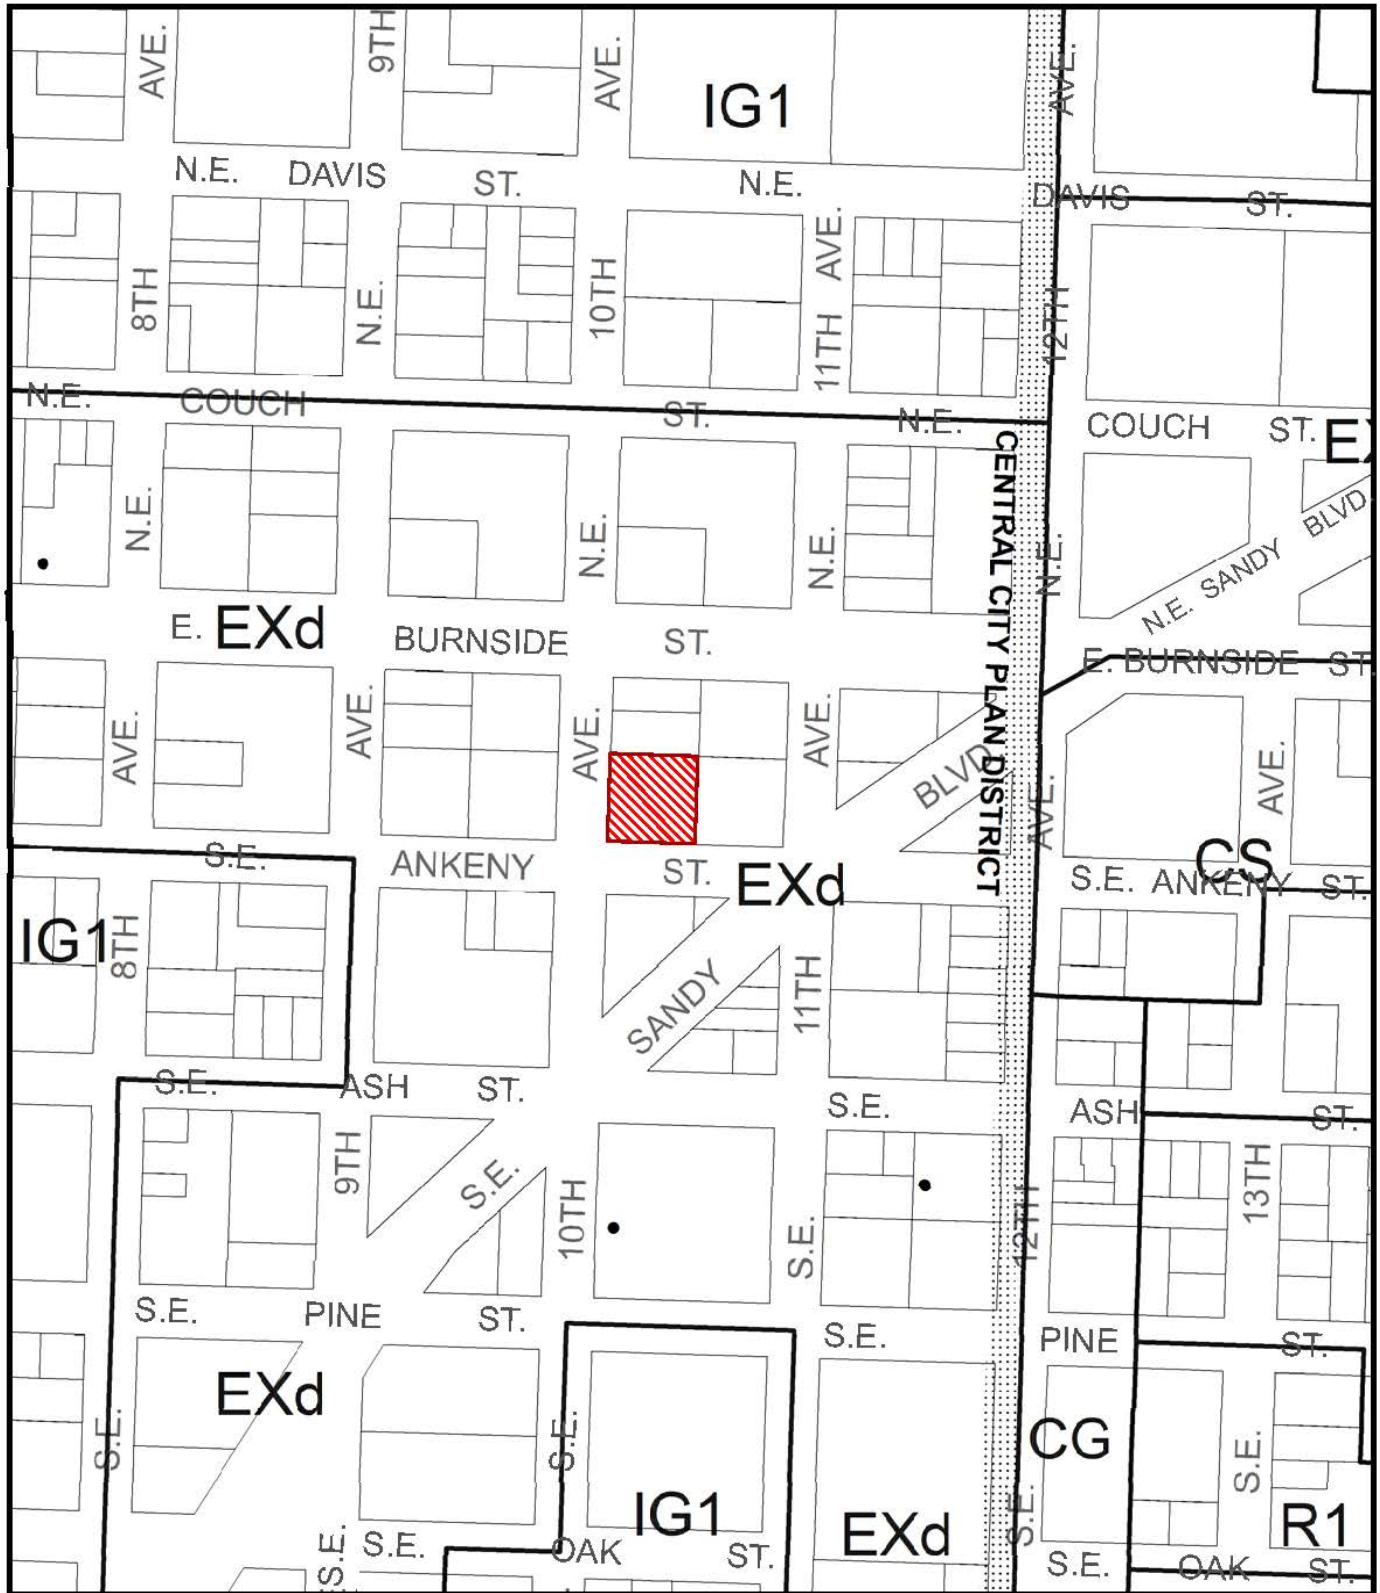 AVE.
9TH
AVE.
IG1
AVE.
N.E. DAVIS ST. N.E. DAVIS ST.
8TH
N.E.
10TH
11TH AVE.
12TH
N.E. COUCH ST. N.E. COUCH ST.
N.E.
N.E.
N.E.
N.E.
CENTRAL CITY PLAN DISTRICT
N.E. SANDY BLVD.
E. EXd BURNSIDE ST. E. BURNSIDE ST.
AVE.
AVE.
AVE.
AVE.
BLVD.
AVE.
AVE.
S.E. ANKENY ST. EXd S.E. ANKENY ST.
CS
IG1
8TH
SANDY
11TH
S.E. ASH ST. S.E. ASH ST.
9TH
S.E.
10TH
S.E.
12TH
13TH
S.E. PINE ST. S.E. PINE ST.
EXd
S.E.
S.E.
CG
S.E.
IG1
EXd
S.E.
R1
S.E.
S.E. OAK ST. S.E. OAK ST.